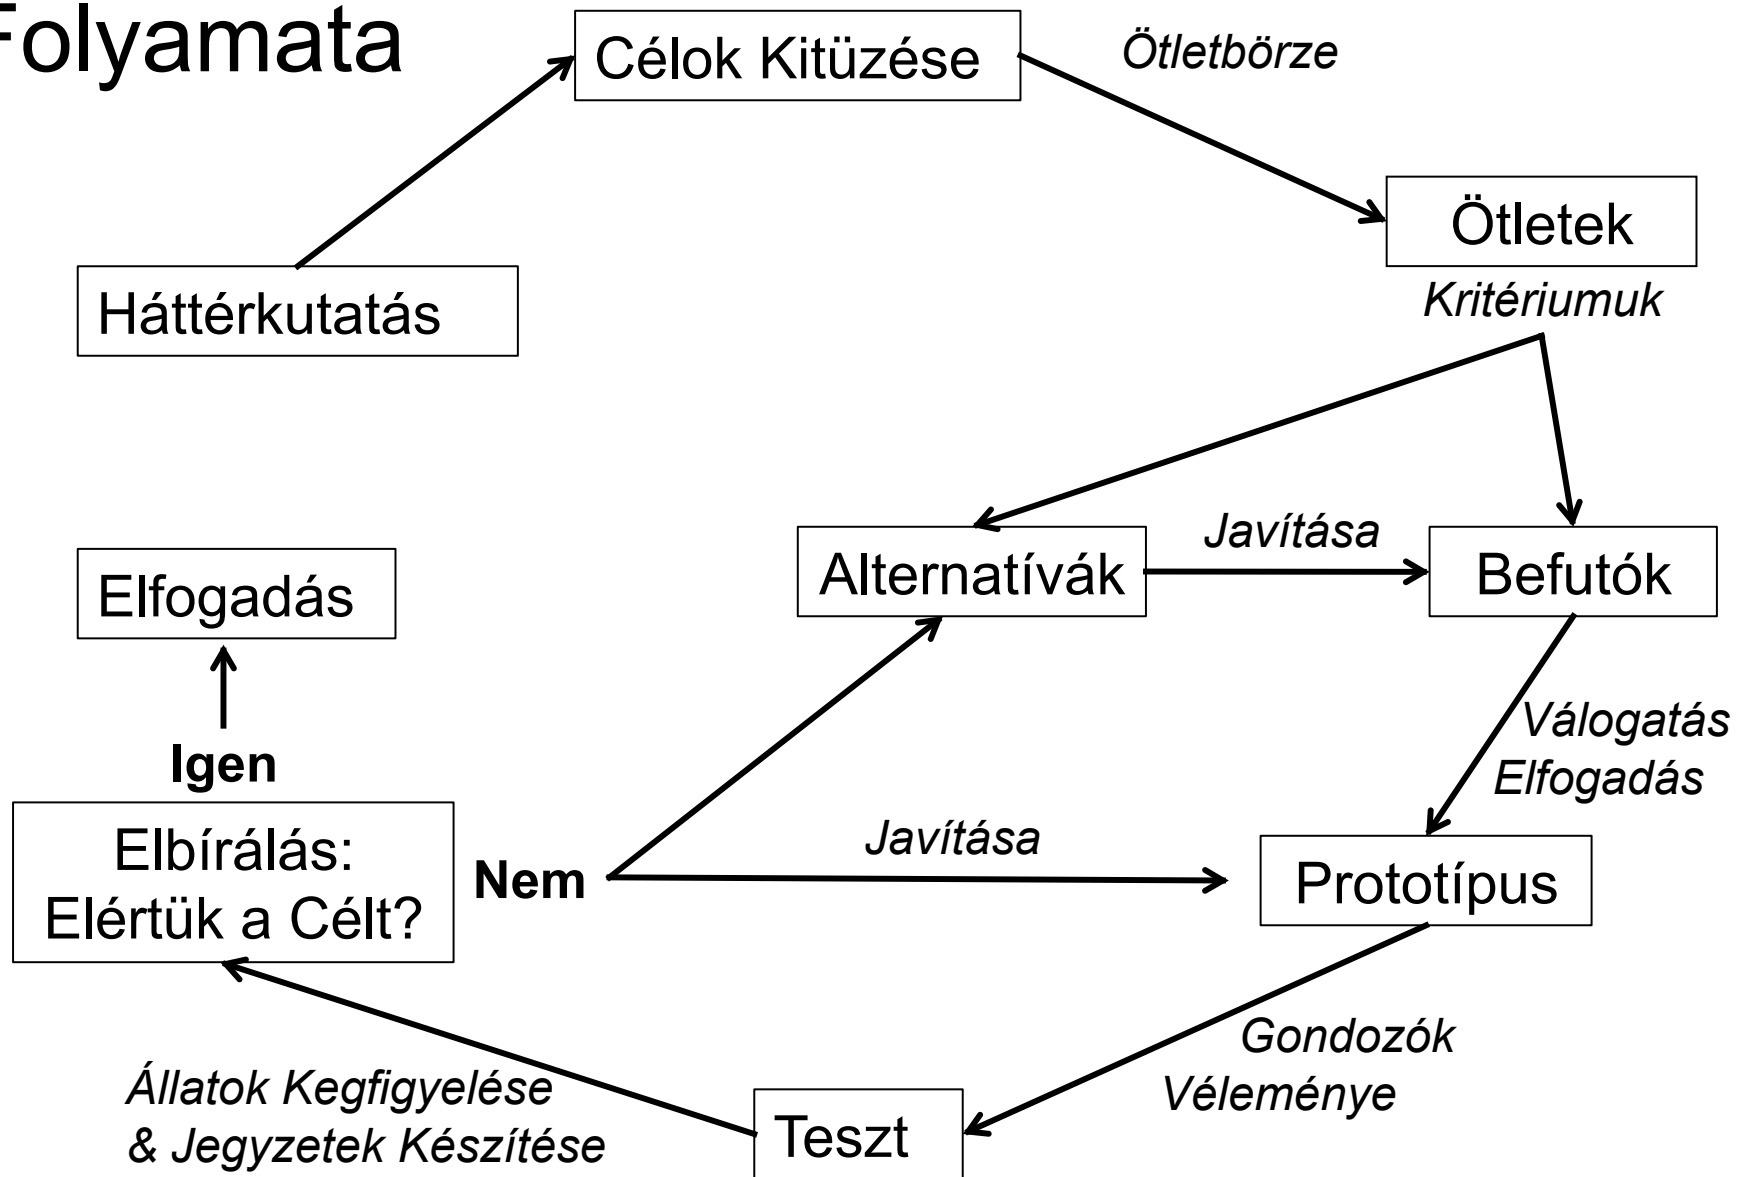 Folyamata
Célok Kitüzése
Ötletbörze
Ötletek
Kritériumuk
Háttérkutatás
Alternatívák
Javítása
Befutók
Elfogadás
Igen
Válogatás
Elfogadás
Elbírálás:
Elértük a Célt?
Nem
Javítása
Prototípus
Gondozók
Véleménye
Állatok Kegfigyelése
& Jegyzetek Készítése
Teszt